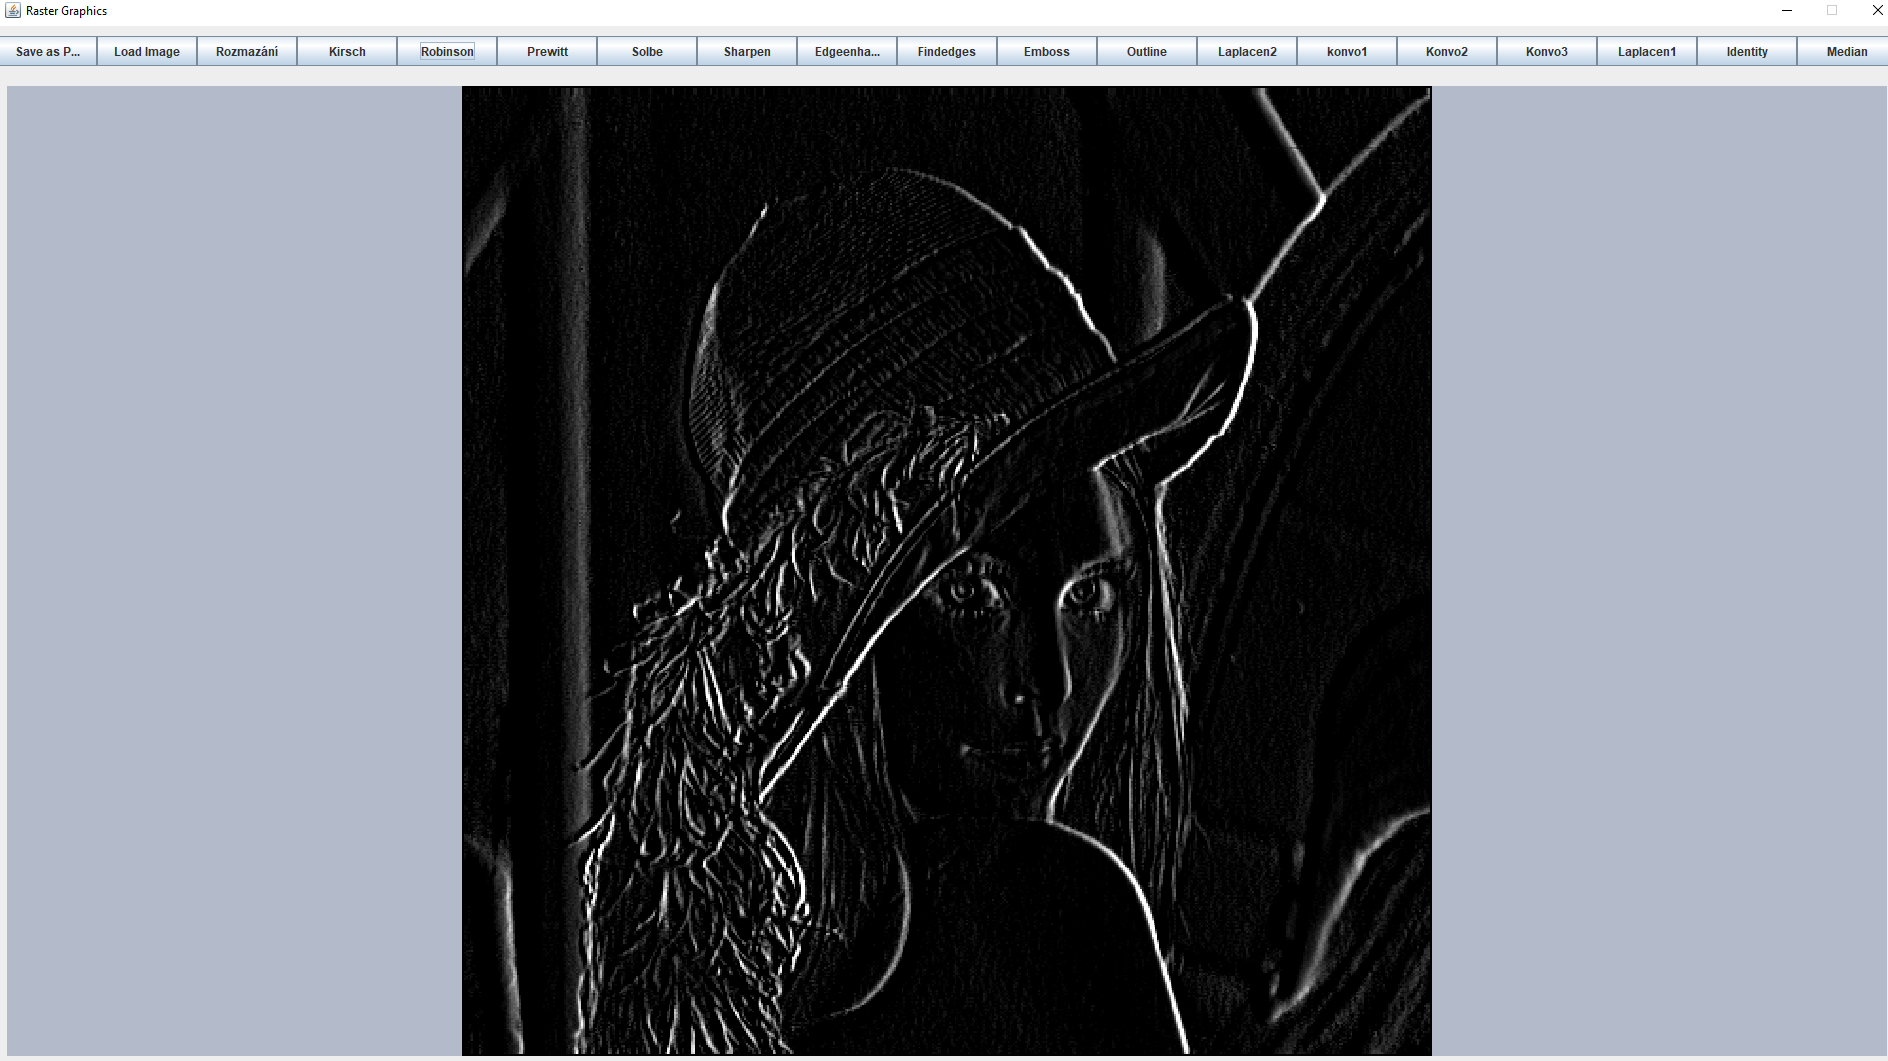 Raster Graphics
Save as P... Load Image Rozmazání Kirsch Robinson Prewitt Solbe Sharpen Edgeenha... Findedges Emboss Outline Laplacen2 konvo1 Konvo2 Konvo3 Laplacen1 Identity Median